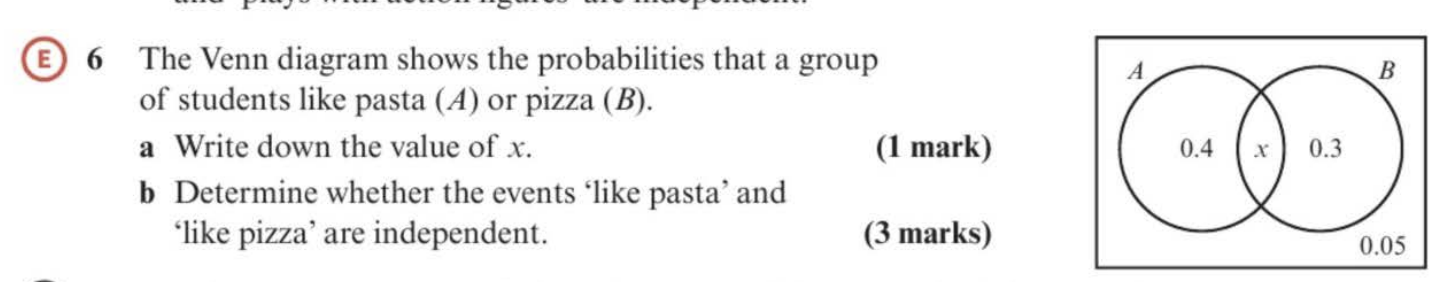 E 6 The Venn diagram shows the probabilities that a group
of students like pasta (A) or pizza (B).
a Write down the value of x. (1 mark)
b Determine whether the events ‘like pasta’ and
‘like pizza’ are independent. (3 marks)
A B
0.4 x 0.3
0.05